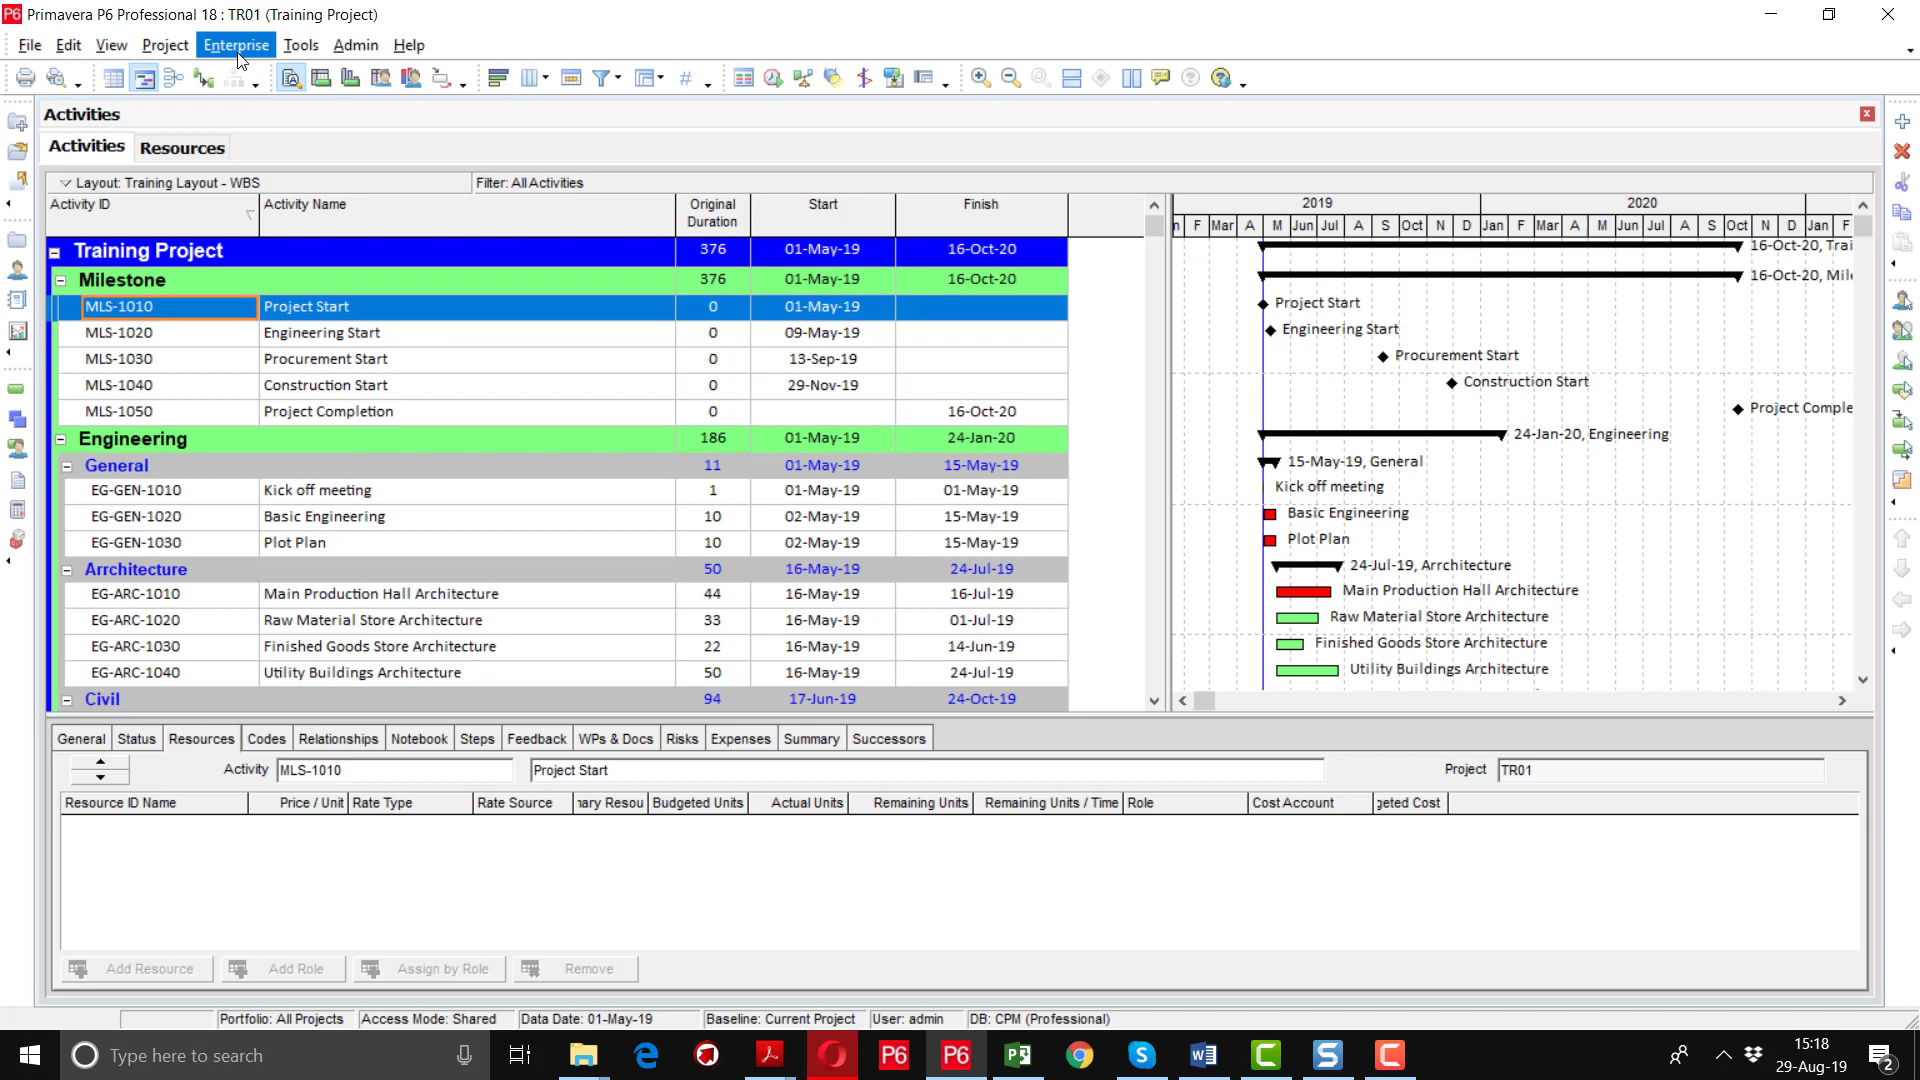 P6 Primavera P6 Professional 18 : TR01 (Training Project)
File Edit View Project Enterprise Tools Admin Help
Activities
Activities Resources
Layout: Training Layout - WBS Filter: All Activities
Activity ID Activity Name Original Duration Start Finish
2019 2020
F Mar A M Jun Jul A S Oct N D Jan F Mar A M Jun Jul A S Oct N D Jan F
Training Project 376 01-May-19 16-Oct-20 16-Oct-20, Trai
Milestone 376 01-May-19 16-Oct-20 16-Oct-20, Mile
MLS-1010 Project Start 0 01-May-19 Project Start
MLS-1020 Engineering Start 0 09-May-19 Engineering Start
MLS-1030 Procurement Start 0 13-Sep-19 Procurement Start
MLS-1040 Construction Start 0 29-Nov-19 Construction Start
MLS-1050 Project Completion 0 16-Oct-20 Project Comple
Engineering 186 01-May-19 24-Jan-20 24-Jan-20, Engineering
General 11 01-May-19 15-May-19 15-May-19, General
EG-GEN-1010 Kick off meeting 1 01-May-19 01-May-19 Kick off meeting
EG-GEN-1020 Basic Engineering 10 02-May-19 15-May-19 Basic Engineering
EG-GEN-1030 Plot Plan 10 02-May-19 15-May-19 Plot Plan
Arrchitecture 50 16-May-19 24-Jul-19 24-Jul-19, Arrchitecture
EG-ARC-1010 Main Production Hall Architecture 44 16-May-19 16-Jul-19 Main Production Hall Architecture
EG-ARC-1020 Raw Material Store Architecture 33 16-May-19 01-Jul-19 Raw Material Store Architecture
EG-ARC-1030 Finished Goods Store Architecture 22 16-May-19 14-Jun-19 Finished Goods Store Architecture
EG-ARC-1040 Utility Buildings Architecture 50 16-May-19 24-Jul-19 Utility Buildings Architecture
Civil 94 17-Jun-19 24-Oct-19
General Status Resources Codes Relationships Notebook Steps Feedback WPs & Docs Risks Expenses Summary Successors
Activity MLS-1010 Project Start Project TR01
Resource ID Name Price / Unit Rate Type Rate Source nary Resou Budgeted Units Actual Units Remaining Units Remaining Units / Time Role Cost Account geted Cost
Add Resource Add Role Assign by Role Remove
Portfolio: All Projects Access Mode: Shared Data Date: 01-May-19 Baseline: Current Project User: admin DB: CPM (Professional)
Type here to search P6 P6 15:18
29-Aug-19 2